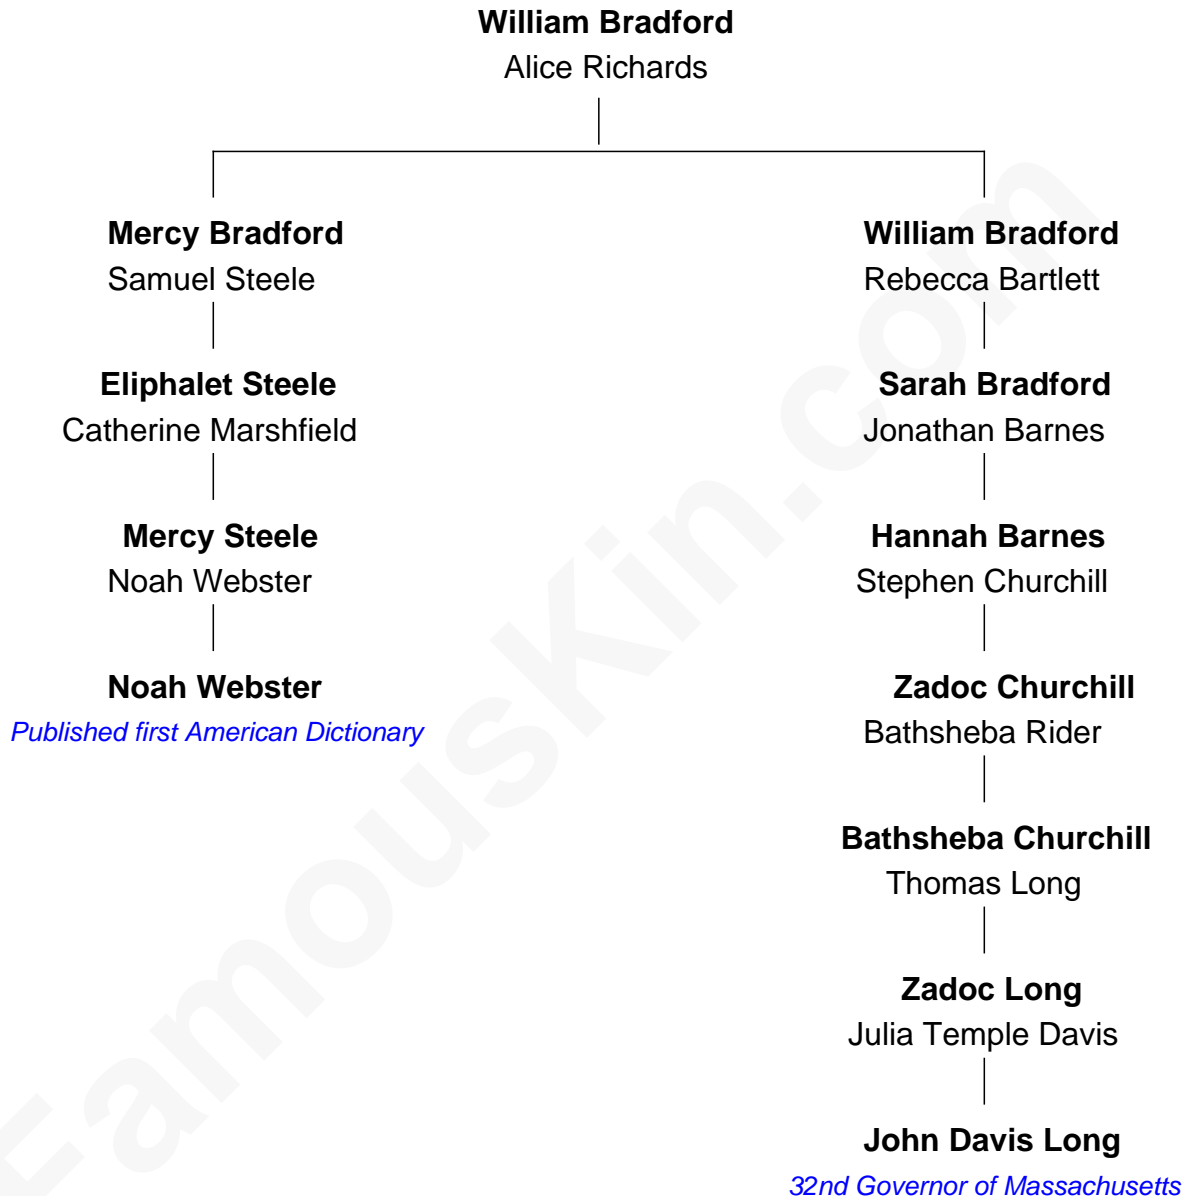 William Bradford
Alice Richards
Mercy Bradford
Samuel Steele
William Bradford
Rebecca Bartlett
Eliphalet Steele
Catherine Marshfield
Sarah Bradford
Jonathan Barnes
Mercy Steele
Noah Webster
Hannah Barnes
Stephen Churchill
Noah Webster
Published first American Dictionary
Zadoc Churchill
Bathsheba Rider
Bathsheba Churchill
Thomas Long
Zadoc Long
Julia Temple Davis
John Davis Long
32nd Governor of Massachusetts
FamousKin.com